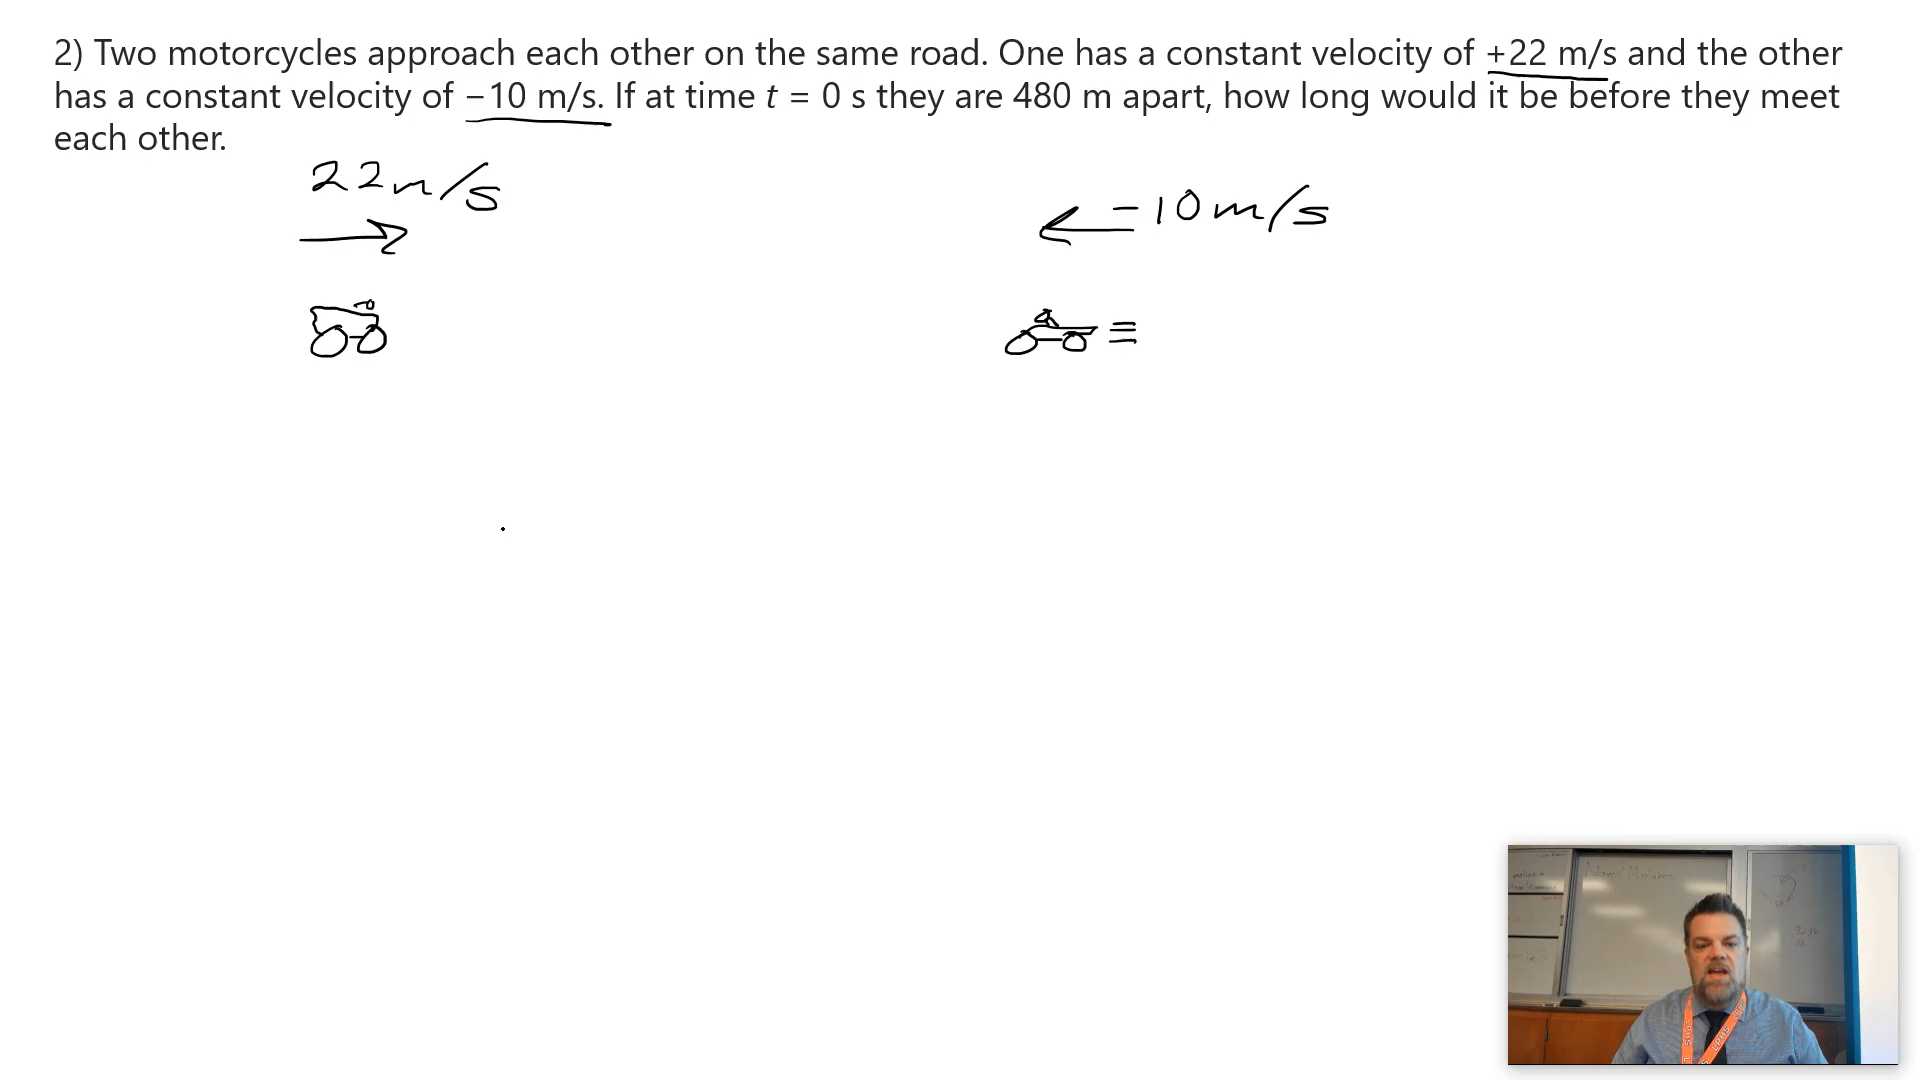 2) Two motorcycles approach each other on the same road. One has a constant velocity of +22 m/s and the other
has a constant velocity of −10 m/s. If at time t = 0 s they are 480 m apart, how long would it be before they meet
each other.
22m/s
-10m/s